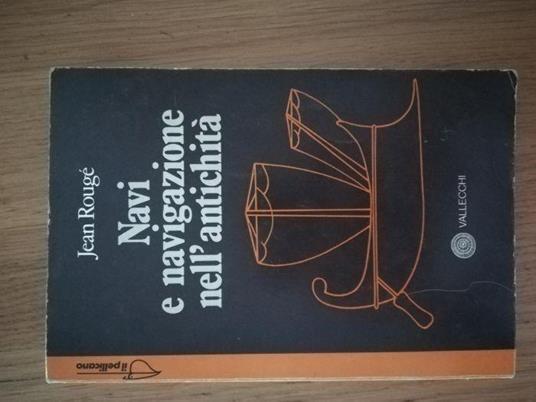 Jean Rougé
Navi
e navigazione
nell'antichità
VALLECCHI
il pellicano